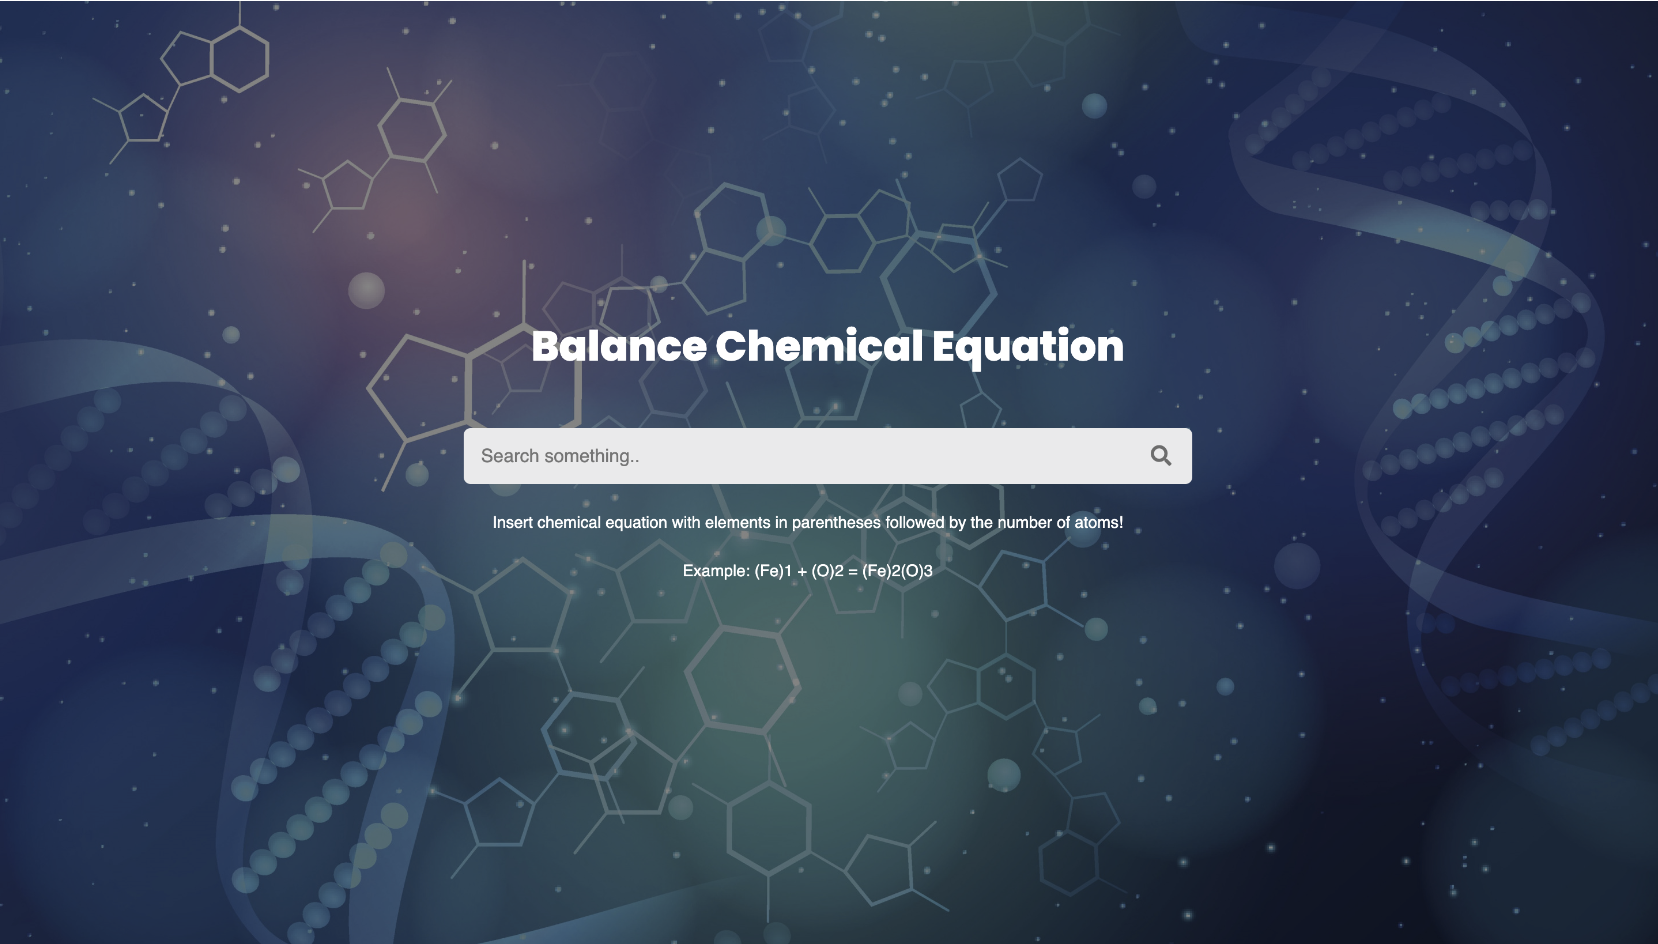 Balance Chemical Equation
Search something..
Insert chemical equation with elements in parentheses followed by the number of atoms!
Example: (Fe)1 + (O)2 = (Fe)2(O)3